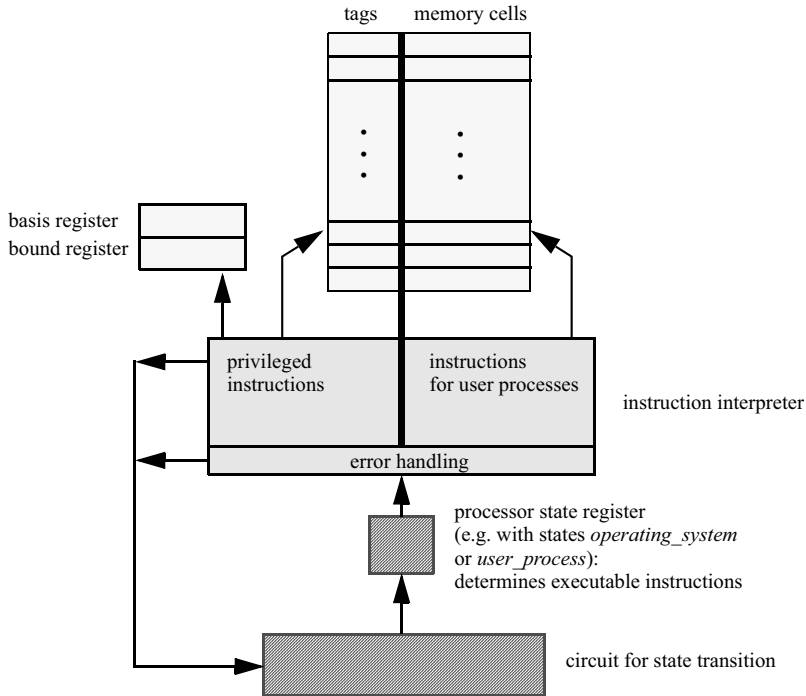 tags
memory cells
basis register
bound register
privileged
instructions
instructions
for user processes
instruction interpreter
error handling
processor state register
(e.g. with states operating_system
or user_process):
determines executable instructions
circuit for state transition